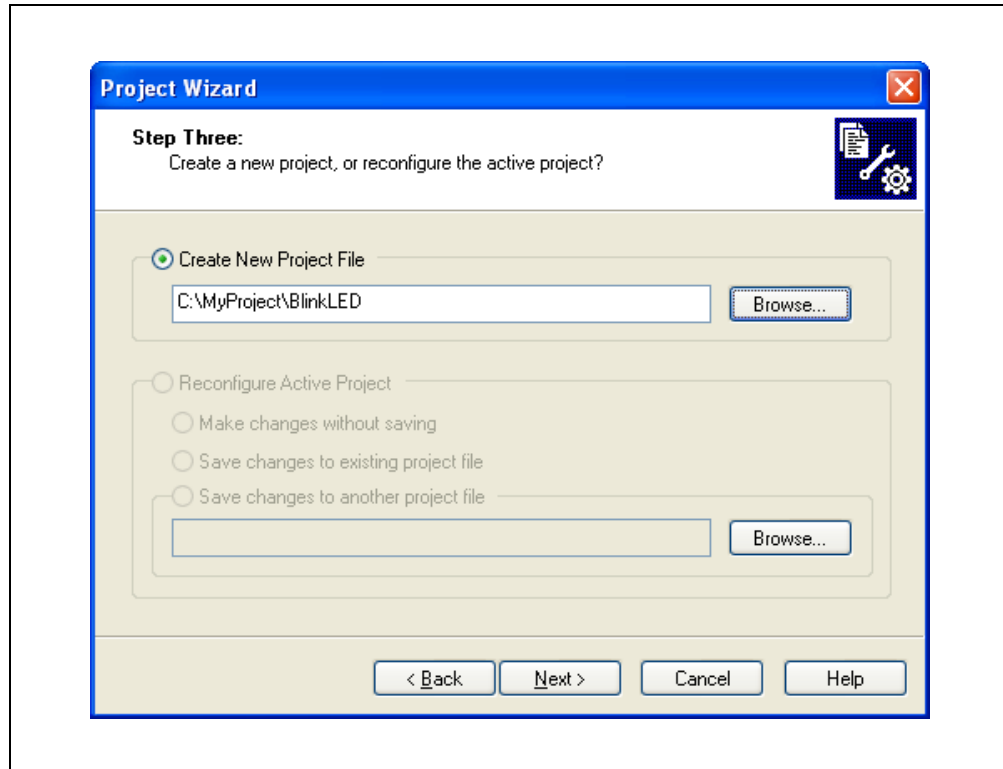 Project Wizard
Step Three:
Create a new project, or reconfigure the active project?
Create New Project File
C:\MyProject\BlinkLED
Browse...
Reconfigure Active Project
Make changes without saving
Save changes to existing project file
Save changes to another project file
Browse...
< Back Next > Cancel Help